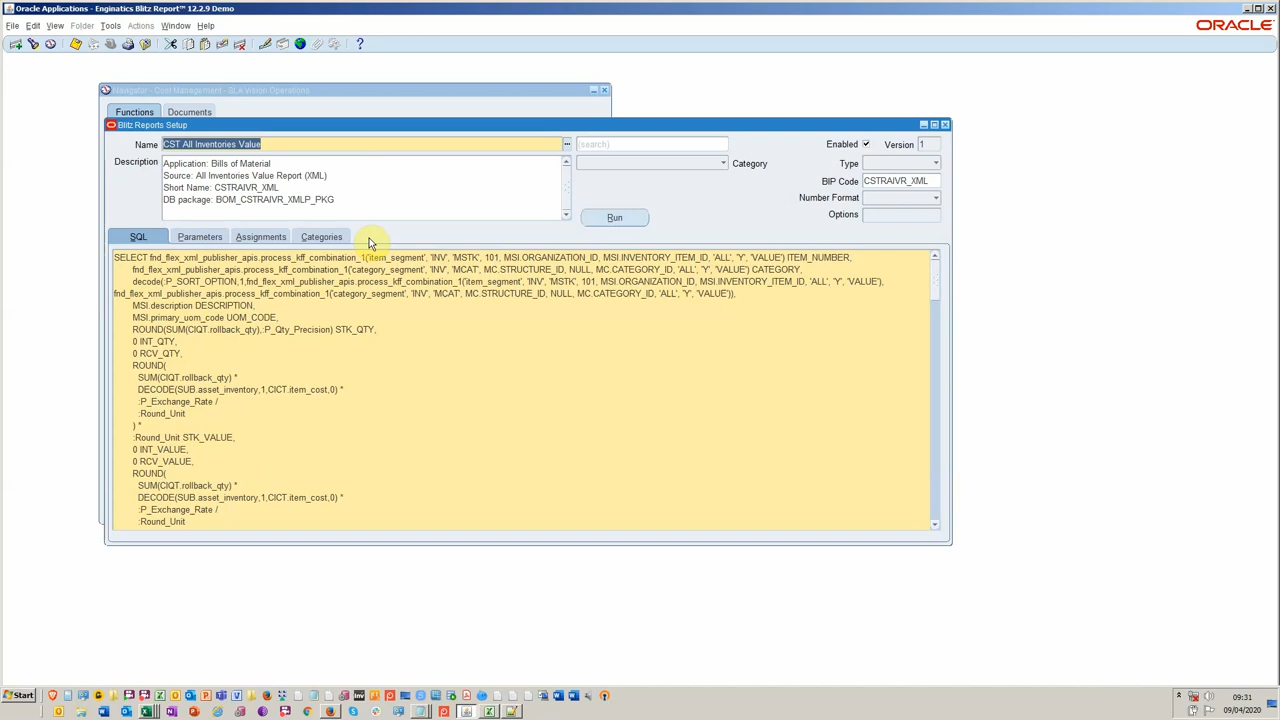 Oracle Applications - Enginatics Blitz Report™ 12.2.9 Demo
File Edit View Folder Tools Actions Window Help
ORACLE
Navigator - Cost Management - SLA Vision Operations
Functions Documents
Blitz Reports Setup
Name CST All Inventories Value (search) Enabled Version 1
Description Application: Bills of Material Category Type
Source: All Inventories Value Report (XML)
Short Name: CSTRAIVR_XML
DB package: BOM_CSTRAIVR_XMLP_PKG
BIP Code CSTRAIVR_XML
Number Format
Options
Run
SQL Parameters Assignments Categories
SELECT fnd_flex_xml_publisher_apis.process_kff_combination_1('item_segment', 'INV', 'MSTK', 101, MSI.ORGANIZATION_ID, MSI.INVENTORY_ITEM_ID, 'ALL', 'Y', 'VALUE') ITEM_NUMBER,
fnd_flex_xml_publisher_apis.process_kff_combination_1('category_segment', 'INV', 'MCAT', MC.STRUCTURE_ID, NULL, MC.CATEGORY_ID, 'ALL', 'Y', 'VALUE') CATEGORY,
decode(:P_SORT_OPTION,1,fnd_flex_xml_publisher_apis.process_kff_combination_1('item_segment', 'INV', 'MSTK', 101, MSI.ORGANIZATION_ID, MSI.INVENTORY_ITEM_ID, 'ALL', 'Y', 'VALUE'),
fnd_flex_xml_publisher_apis.process_kff_combination_1('category_segment', 'INV', 'MCAT', MC.STRUCTURE_ID, NULL, MC.CATEGORY_ID, 'ALL', 'Y', 'VALUE')),
MSI.description DESCRIPTION,
MSI.primary_uom_code UOM_CODE,
ROUND(SUM(CIQT.rollback_qty),:P_Qty_Precision) STK_QTY,
0 INT_QTY,
0 RCV_QTY,
ROUND(
SUM(CIQT.rollback_qty) *
DECODE(SUB.asset_inventory,1,CICT.item_cost,0) *
:P_Exchange_Rate /
:Round_Unit
) *
:Round_Unit STK_VALUE,
0 INT_VALUE,
0 RCV_VALUE,
ROUND(
SUM(CIQT.rollback_qty) *
DECODE(SUB.asset_inventory,1,CICT.item_cost,0) *
:P_Exchange_Rate /
:Round_Unit
Start
09:31
09/04/2020